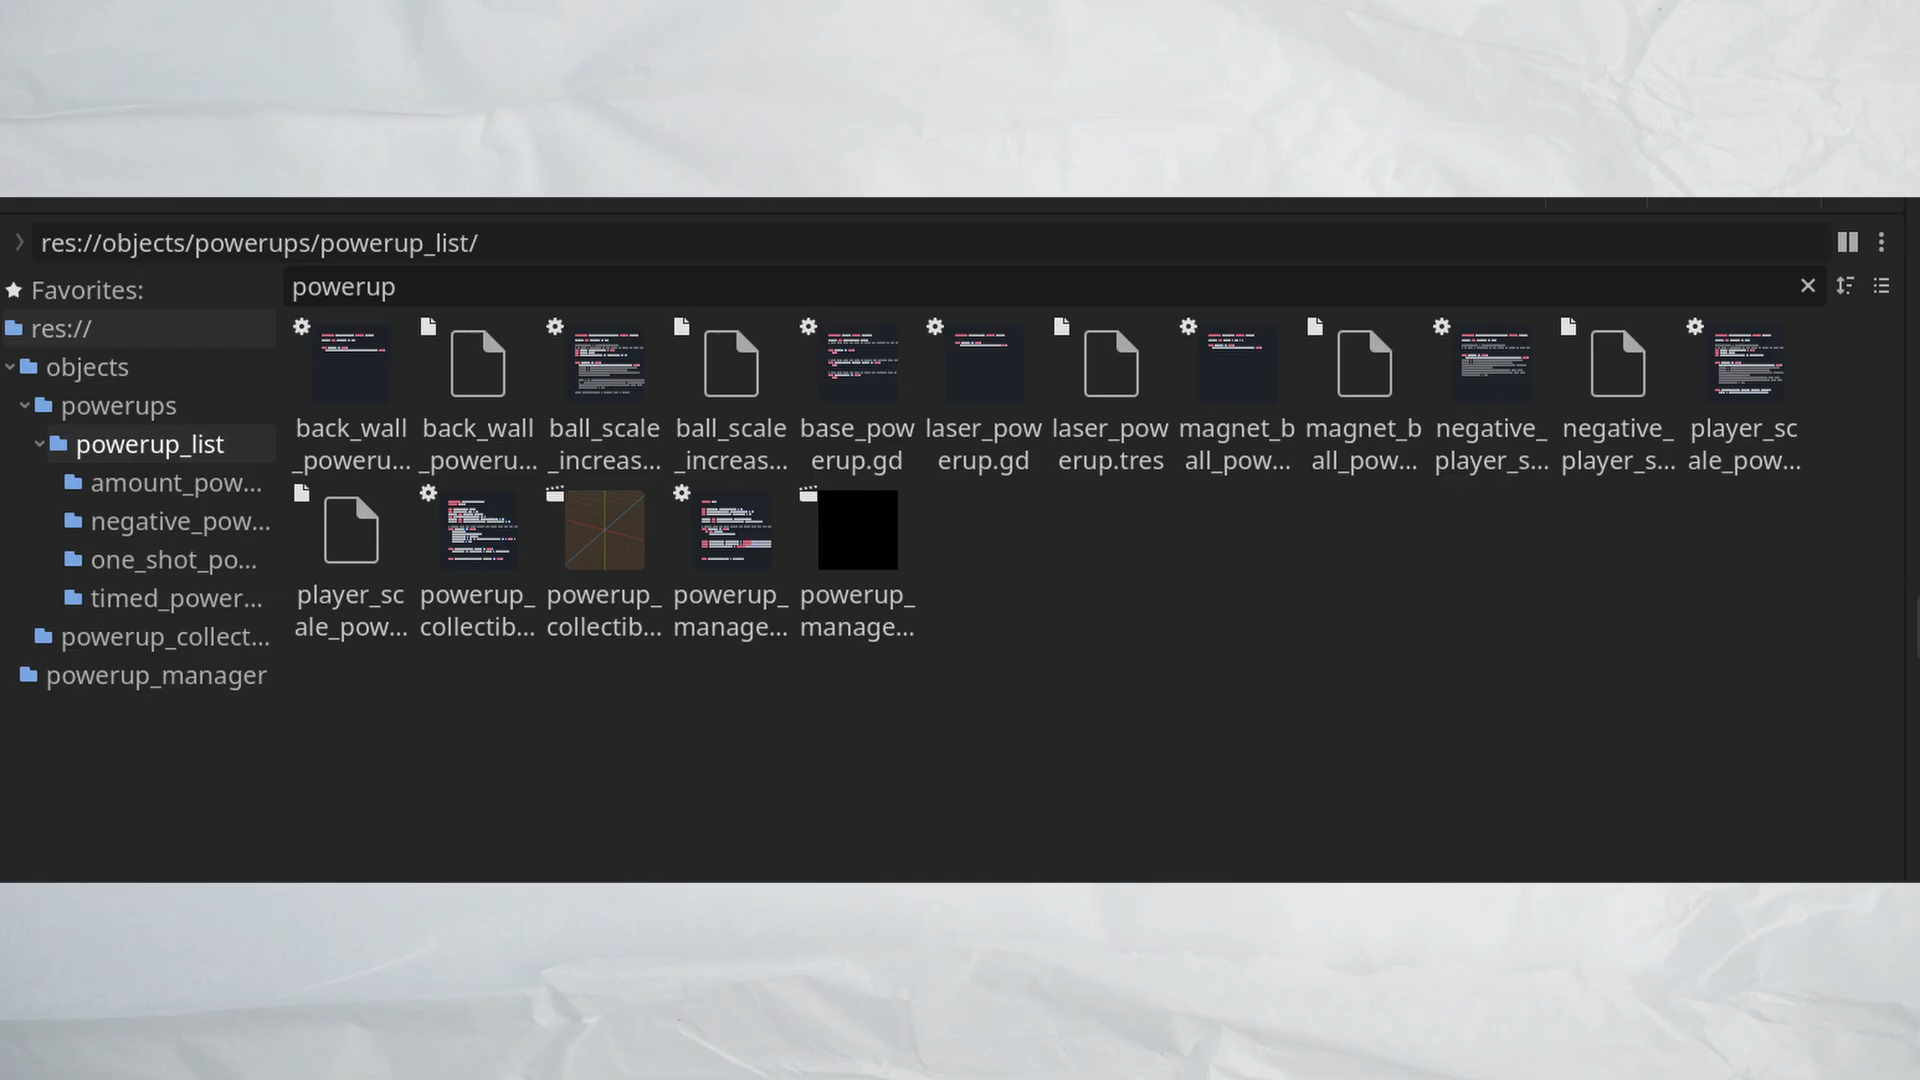 res://objects/powerups/powerup_list/
Favorites:
powerup
res://
objects
powerups
powerup_list
amount_pow...
negative_pow...
one_shot_po...
timed_power...
powerup_collect...
powerup_manager
back_wall
_poweru...
back_wall
_poweru...
ball_scale
_increas...
ball_scale
_increas...
base_pow
erup.gd
laser_pow
erup.gd
laser_pow
erup.tres
magnet_b
all_pow...
magnet_b
all_pow...
negative_
player_s...
negative_
player_s...
player_sc
ale_pow...
player_sc
ale_pow...
powerup_
collectib...
powerup_
collectib...
powerup_
manage...
powerup_
manage...